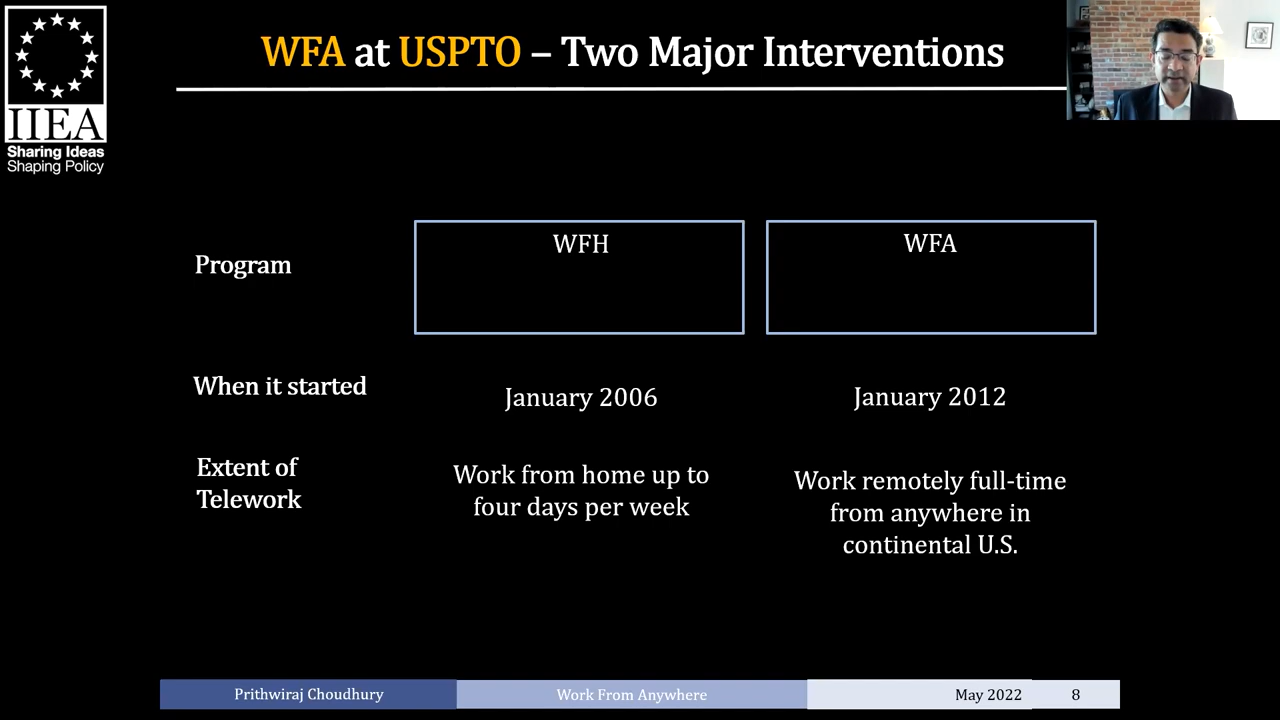 IIEA
Sharing Ideas
Shaping Policy
WFA at USPTO – Two Major Interventions
Program
WFH
WFA
When it started
January 2006
January 2012
Extent of
Telework
Work from home up to
four days per week
Work remotely full-time
from anywhere in
continental U.S.
Prithwiraj Choudhury
Work From Anywhere
May 2022
8